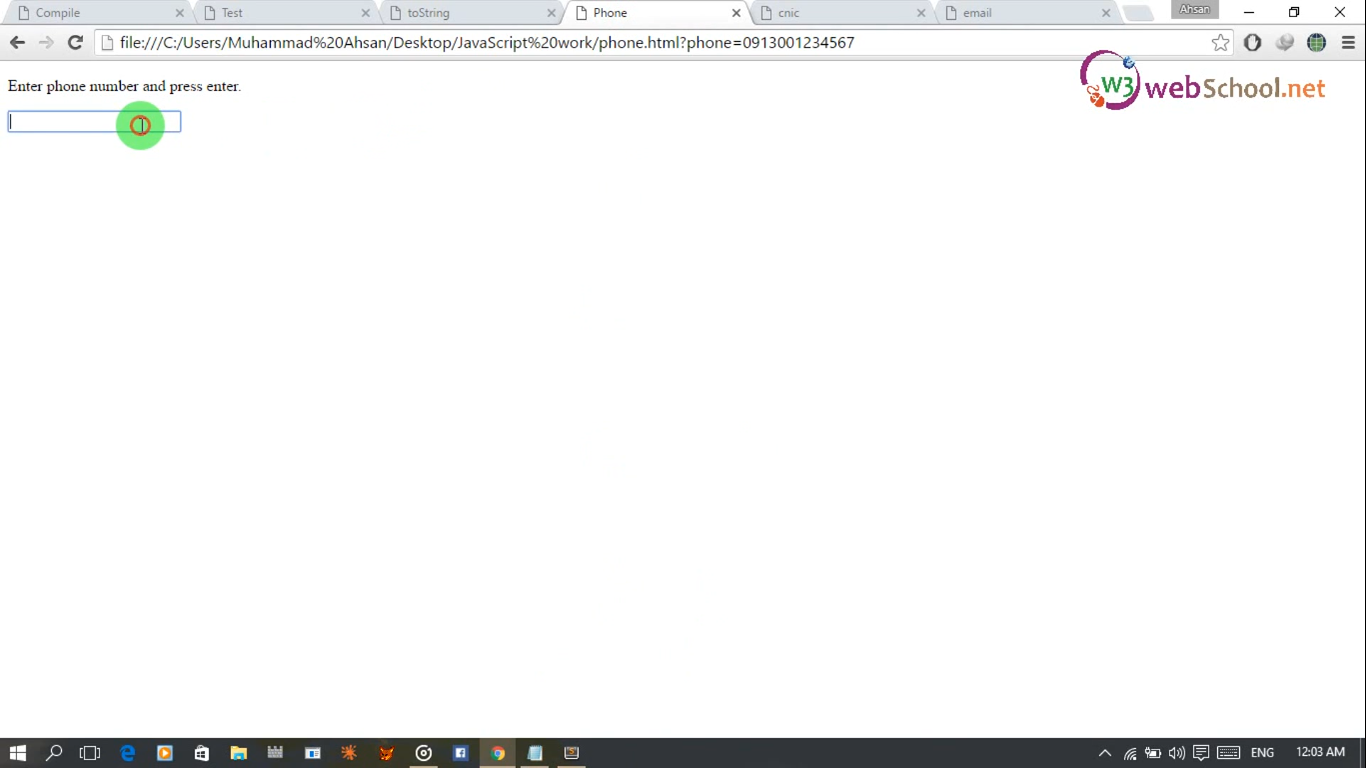 Compile
Test
toString
Phone
cnic
email
Ahsan
file:///C:/Users/Muhammad%20Ahsan/Desktop/JavaScript%20work/phone.html?phone=0913001234567
W3 webSchool.net
Enter phone number and press enter.
ENG
12:03 AM